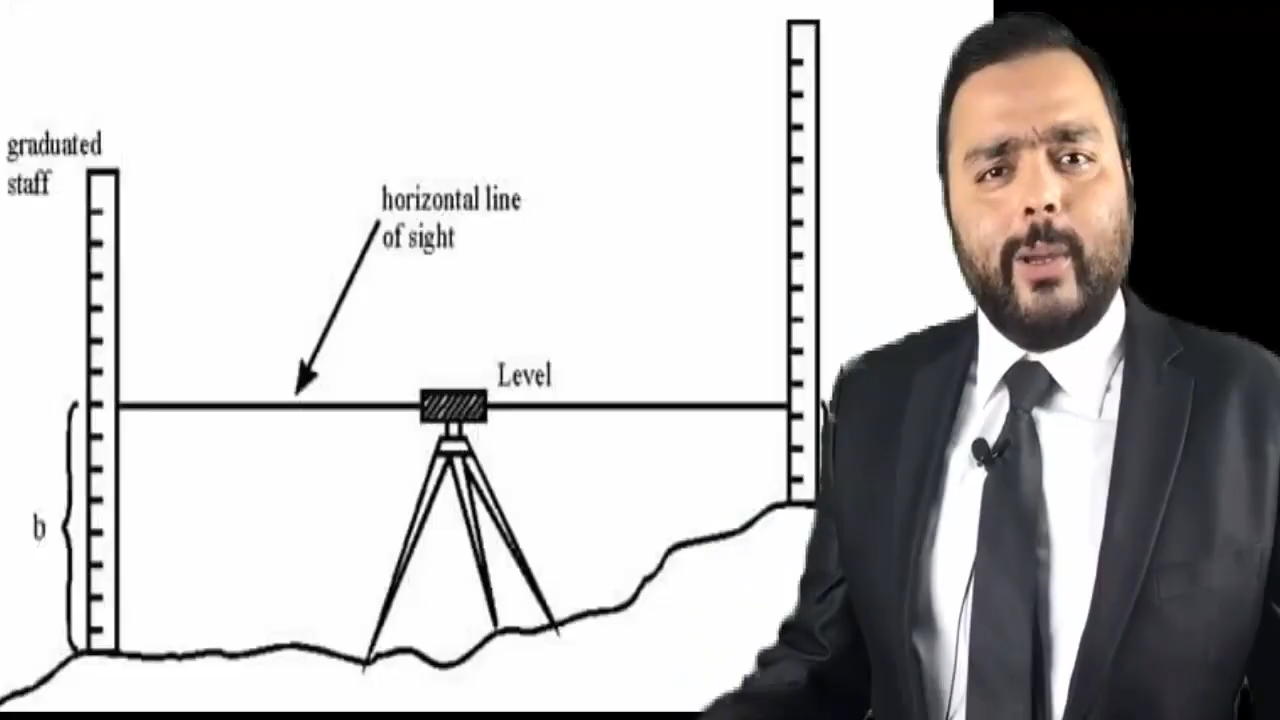 graduated
staff
horizontal line
of sight
Level
b